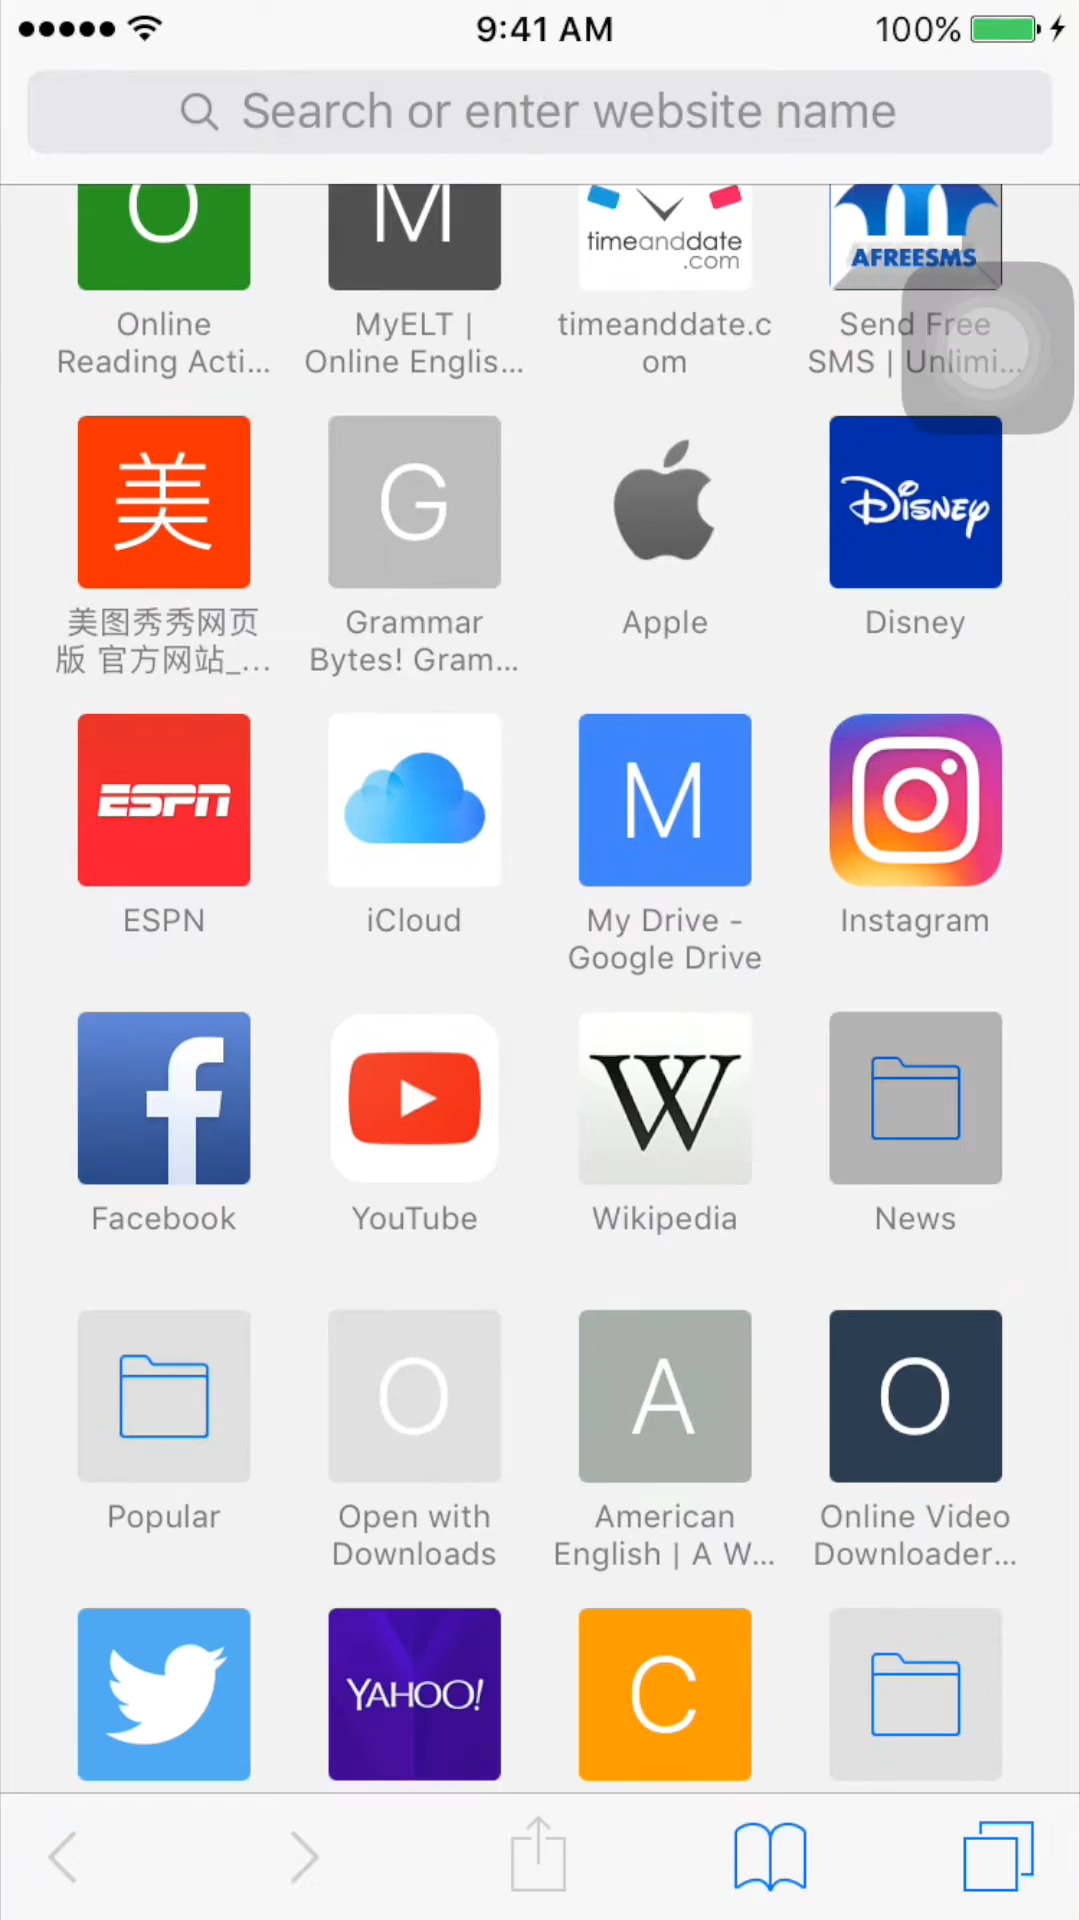 9:41 AM
100%
Search or enter website name
O
M
timeanddate
.com
AFREESMS
Online
Reading Acti...
MyELT |
Online Englis...
timeanddate.c
om
Send Free
SMS | Unlimi...
美
G
Disney
美图秀秀网页
版 官方网站_...
Grammar
Bytes! Gram...
Apple
Disney
ESPN
M
ESPN
iCloud
My Drive -
Google Drive
Instagram
f
W
Facebook
YouTube
Wikipedia
News
O
A
O
Popular
Open with
Downloads
American
English | A W...
Online Video
Downloader...
YAHOO!
C